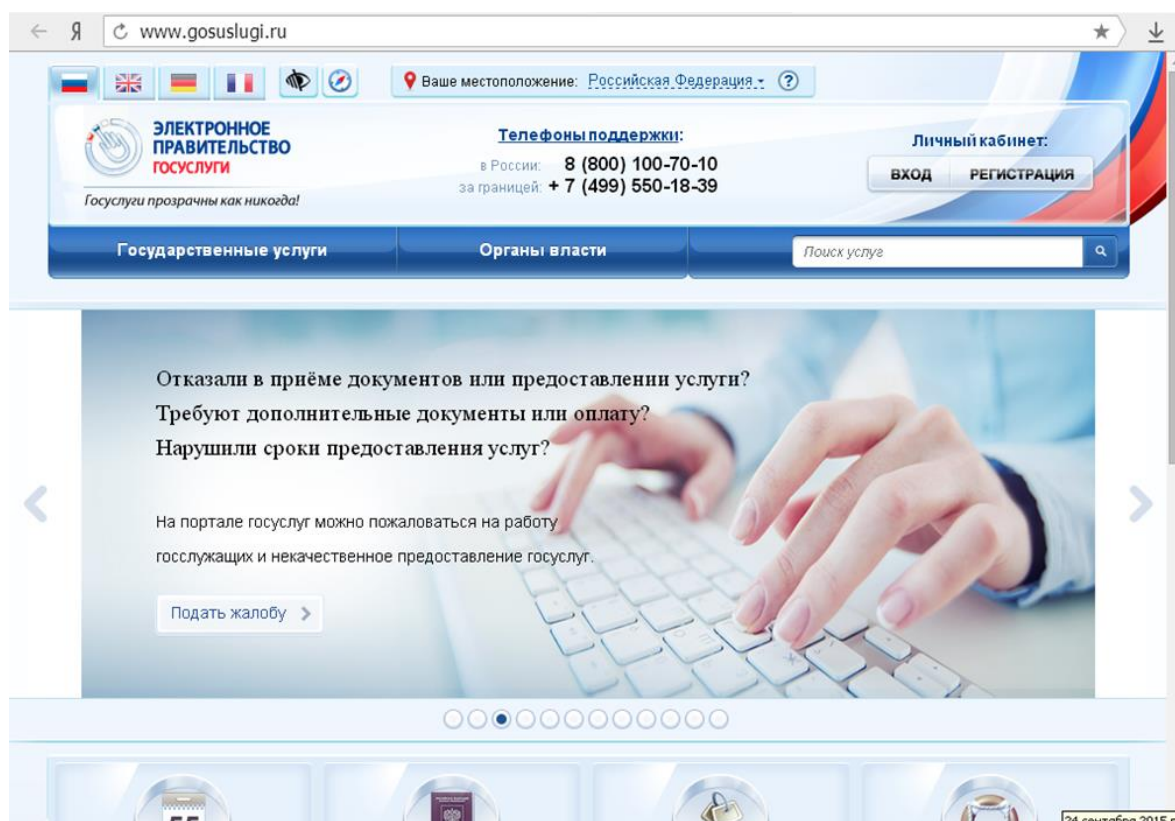 Я www.gosuslugi.ru
Ваше местоположение: Российская Федерация ?
ЭЛЕКТРОННОЕ
ПРАВИТЕЛЬСТВО
ГОСУСЛУГИ
Госуслуги прозрачны как никогда!
Телефоны поддержки:
в России: 8 (800) 100-70-10
за границей: + 7 (499) 550-18-39
Личный кабинет:
ВХОД РЕГИСТРАЦИЯ
Государственные услуги Органы власти Поиск услуг
Отказали в приёме документов или предоставлении услуги?
Требуют дополнительные документы или оплату?
Нарушили сроки предоставления услуг?
На портале госуслуг можно пожаловаться на работу
госслужащих и некачественное предоставление госуслуг.
Подать жалобу
24 сентября 2015